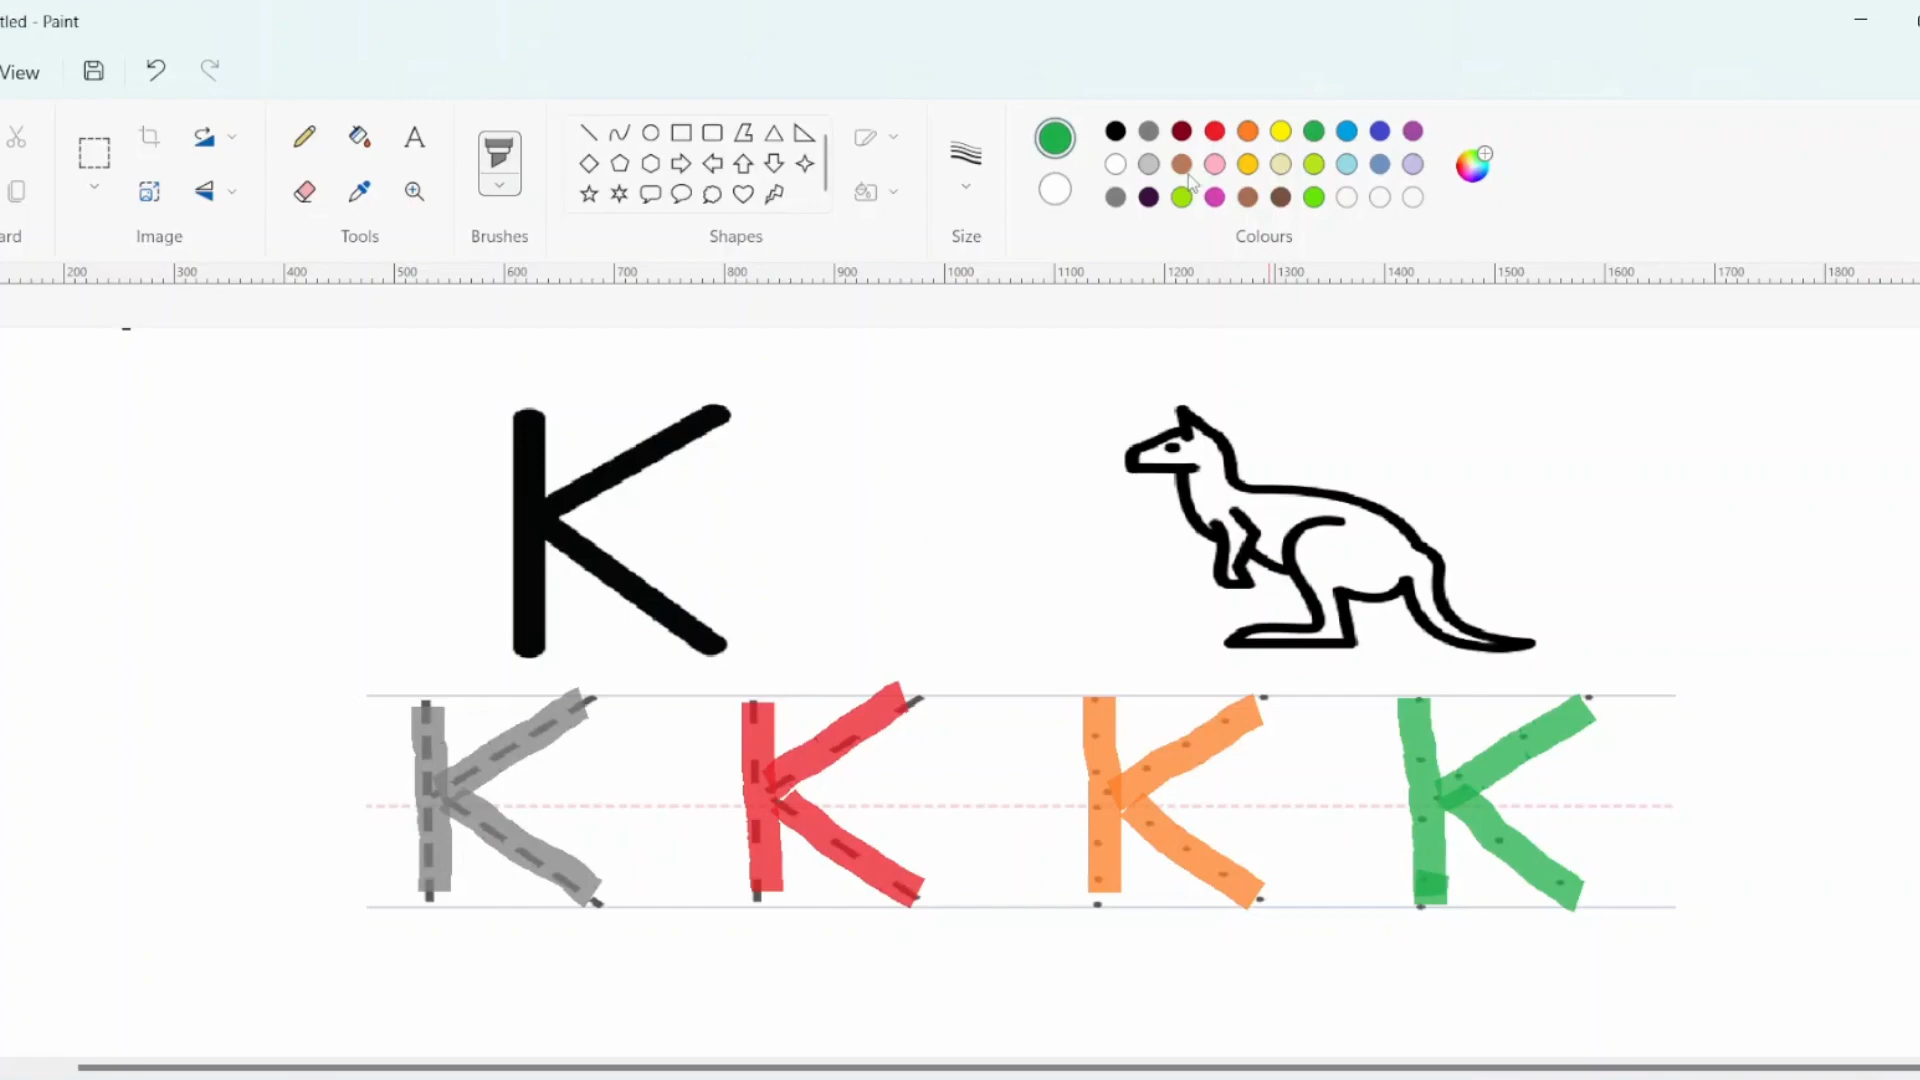 tled - Paint
View
ard
Image
Tools
Brushes
Shapes
Size
Colours
200 300 400 500 600 700 800 900 1000 1100 1200 1300 1400 1500 1600 1700 1800
K
K K K K